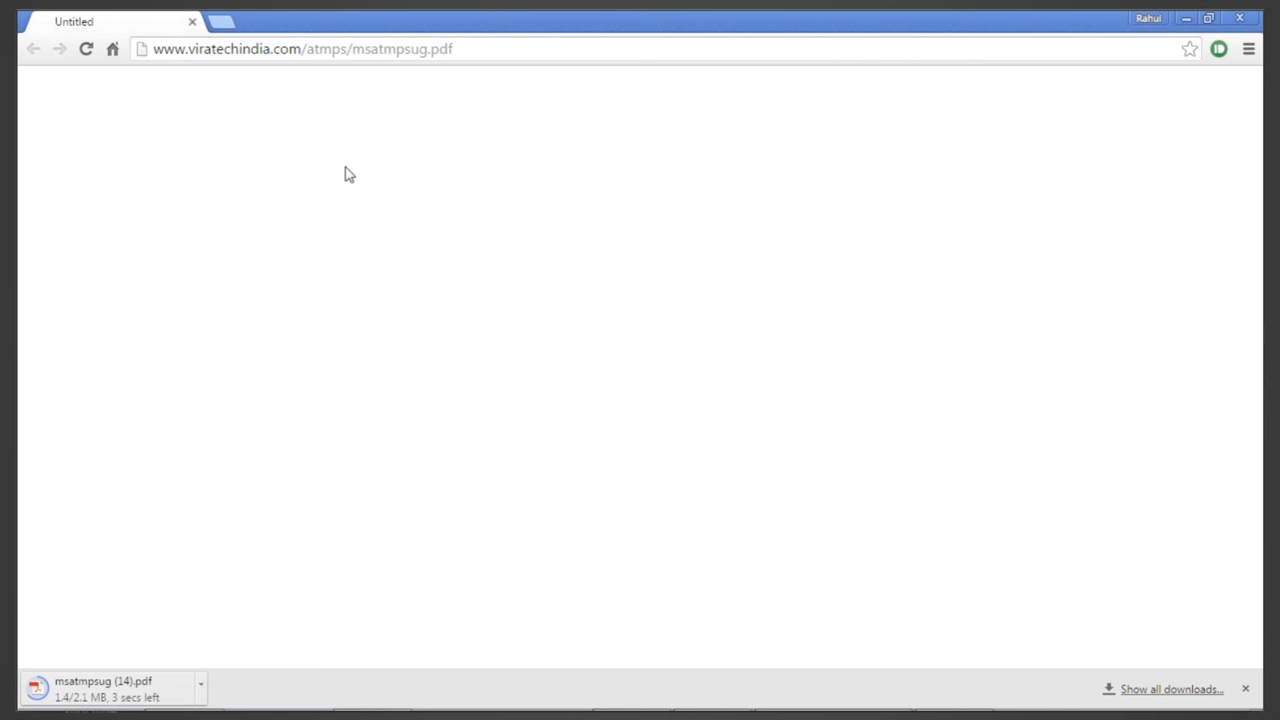 Untitled
Rahul
www.viratechindia.com/atmps/msatmpsug.pdf
msatmpsug (14).pdf
1.4/2.1 MB, 3 secs left
Show all downloads...